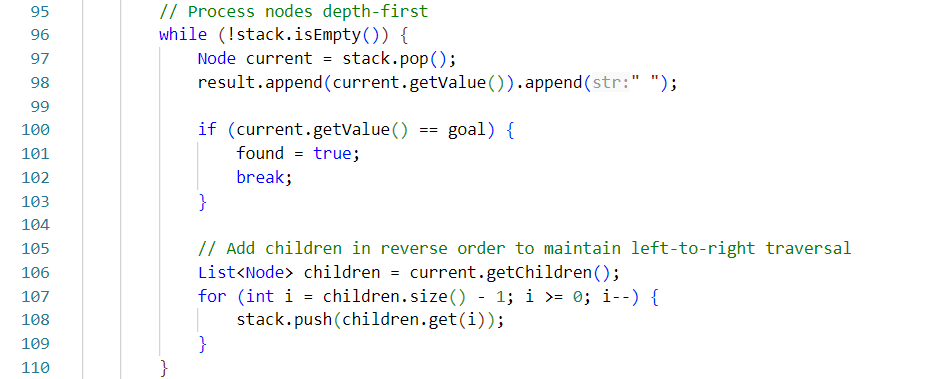 95 // Process nodes depth-first
96 while (!stack.isEmpty()) {
97 Node current = stack.pop();
98 result.append(current.getValue()).append(str:" ");
99
100 if (current.getValue() == goal) {
101 found = true;
102 break;
103 }
104
105 // Add children in reverse order to maintain left-to-right traversal
106 List<Node> children = current.getChildren();
107 for (int i = children.size() - 1; i >= 0; i--) {
108 stack.push(children.get(i));
109 }
110 }